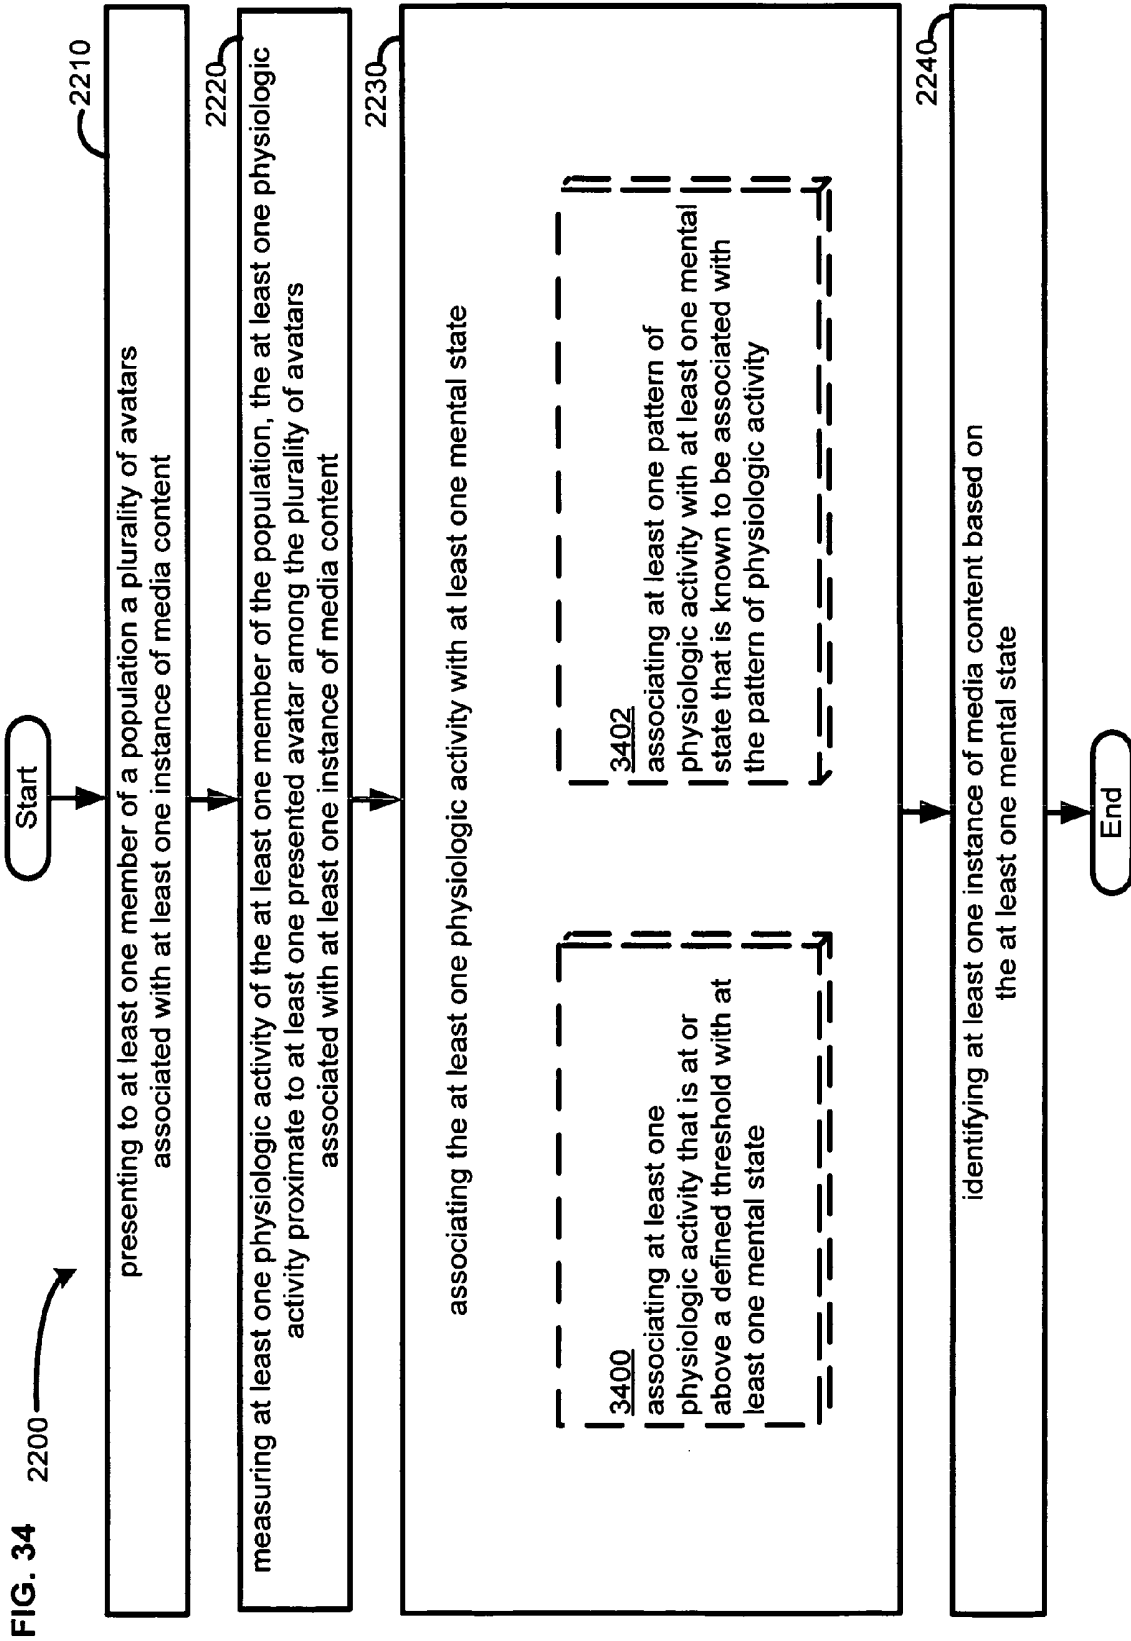 FIG. 34
2200
Start
2210
presenting to at least one member of a population a plurality of avatars
associated with at least one instance of media content
2220
measuring at least one physiologic activity of the at least one member of the population, the at least one physiologic
activity proximate to at least one presented avatar among the plurality of avatars
associated with at least one instance of media content
2230
associating the at least one physiologic activity with at least one mental state
3400
associating at least one
physiologic activity that is at or
above a defined threshold with at
least one mental state
3402
associating at least one pattern of
physiologic activity with at least one mental
state that is known to be associated with
the pattern of physiologic activity
2240
identifying at least one instance of media content based on
the at least one mental state
End